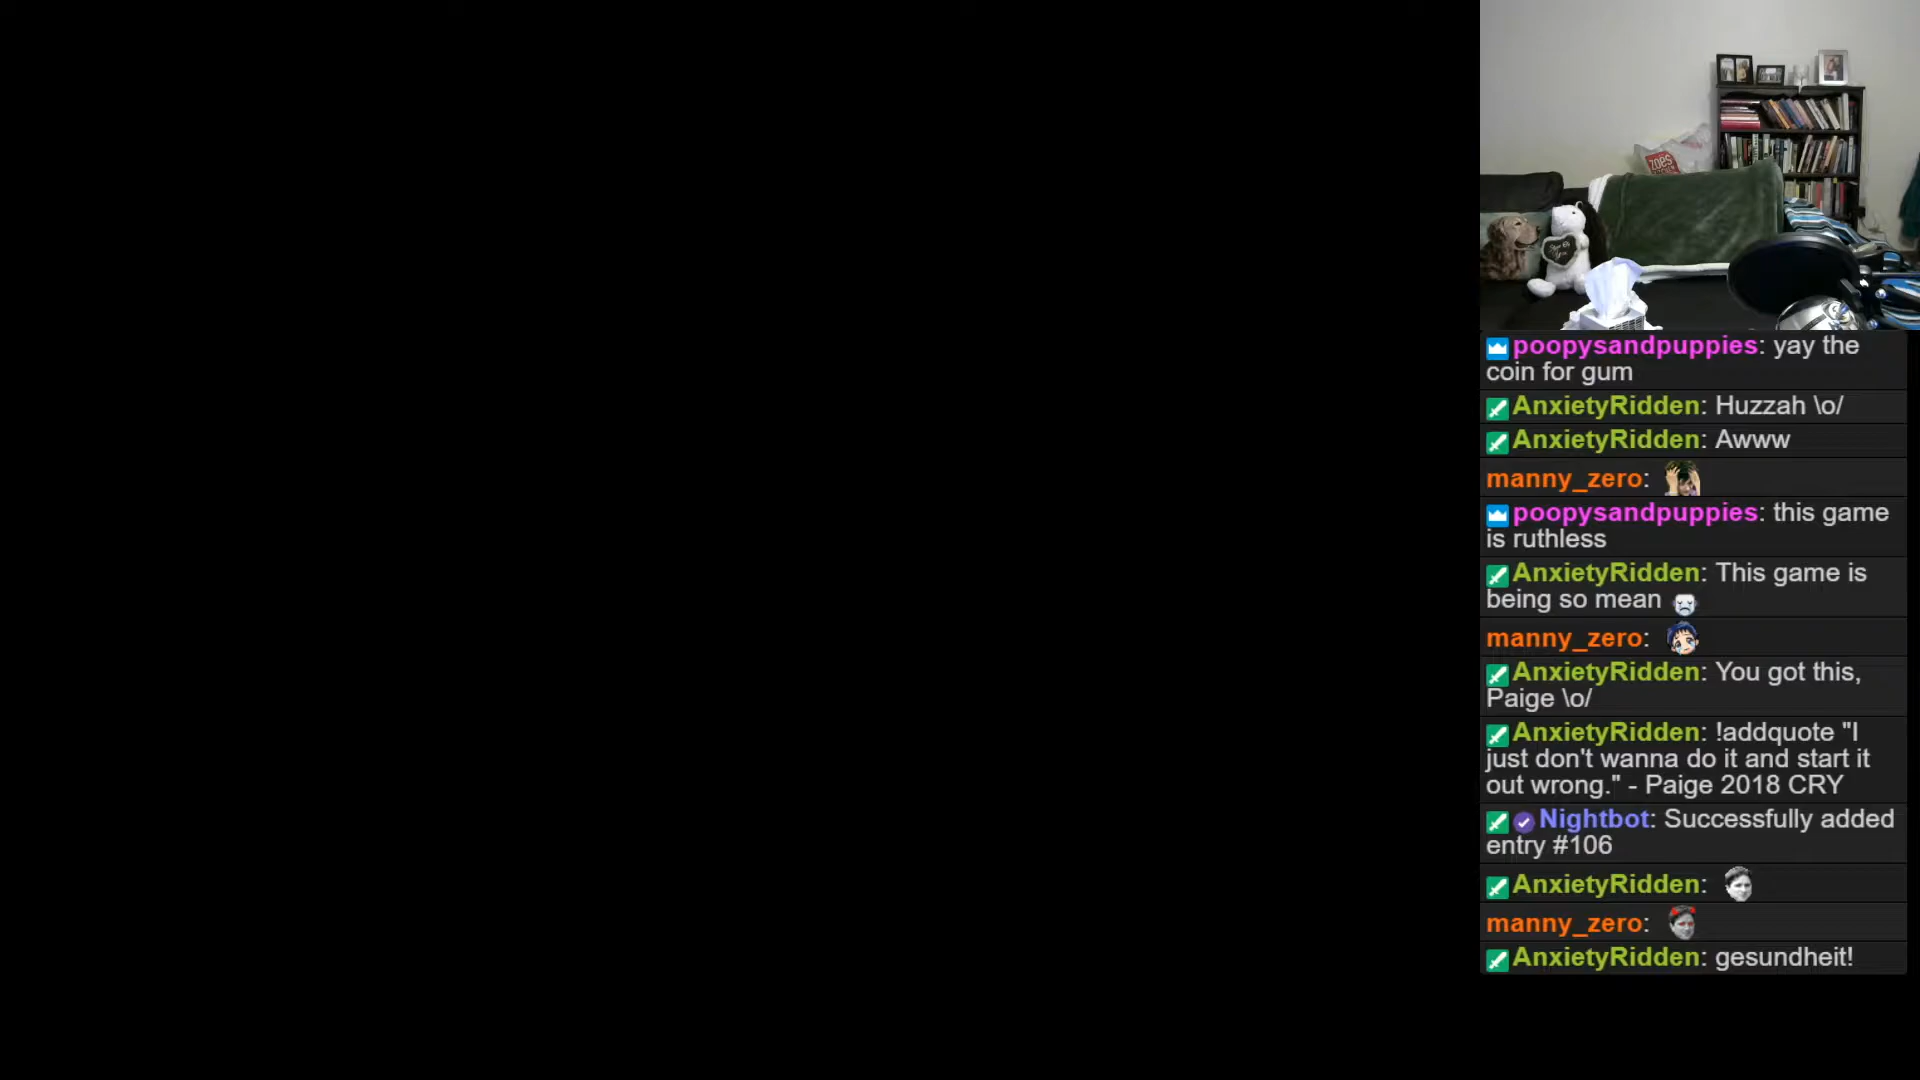 ZOES
poopysandpuppies: yay the
coin for gum
AnxietyRidden: Huzzah \o/
AnxietyRidden: Awww
manny_zero:
poopysandpuppies: this game
is ruthless
AnxietyRidden: This game is
being so mean
manny_zero:
AnxietyRidden: You got this,
Paige \o/
AnxietyRidden: !addquote "I
just don't wanna do it and start it
out wrong." - Paige 2018 CRY
Nightbot: Successfully added
entry #106
AnxietyRidden:
manny_zero:
AnxietyRidden: gesundheit!